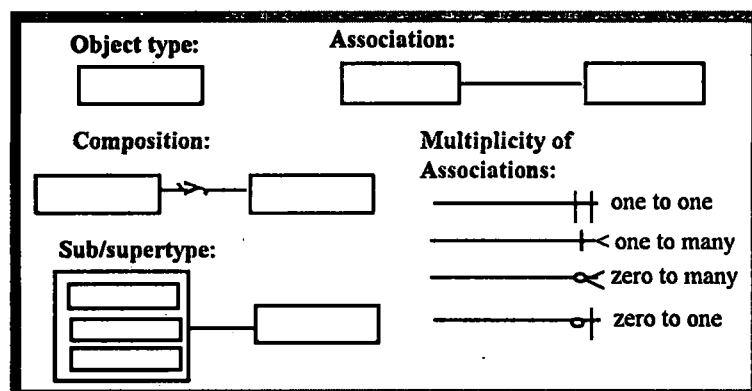 Object type:
Association:
Composition:
Multiplicity of
Associations:
one to one
one to many
zero to many
zero to one
Sub/supertype: